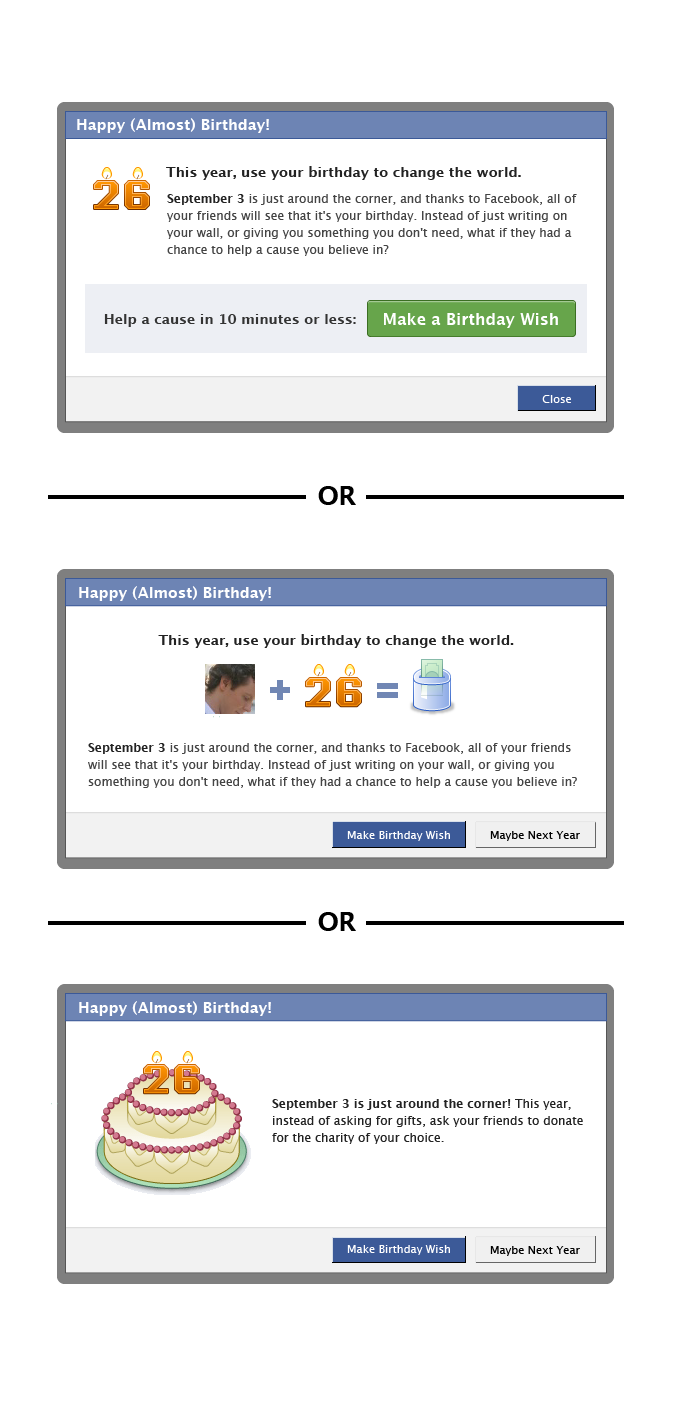 Happy (Almost) Birthday!
26
This year, use your birthday to change the world.
September 3 is just around the corner, and thanks to Facebook, all of
your friends will see that it's your birthday. Instead of just writing on
your wall, or giving you something you don't need, what if they had a
chance to help a cause you believe in?
Help a cause in 10 minutes or less:
Make a Birthday Wish
Close
OR
Happy (Almost) Birthday!
This year, use your birthday to change the world.
+ 26 =
September 3 is just around the corner, and thanks to Facebook, all of your friends
will see that it's your birthday. Instead of just writing on your wall, or giving you
something you don't need, what if they had a chance to help a cause you believe in?
Make Birthday Wish
Maybe Next Year
OR
Happy (Almost) Birthday!
26
September 3 is just around the corner! This year,
instead of asking for gifts, ask your friends to donate
for the charity of your choice.
Make Birthday Wish
Maybe Next Year